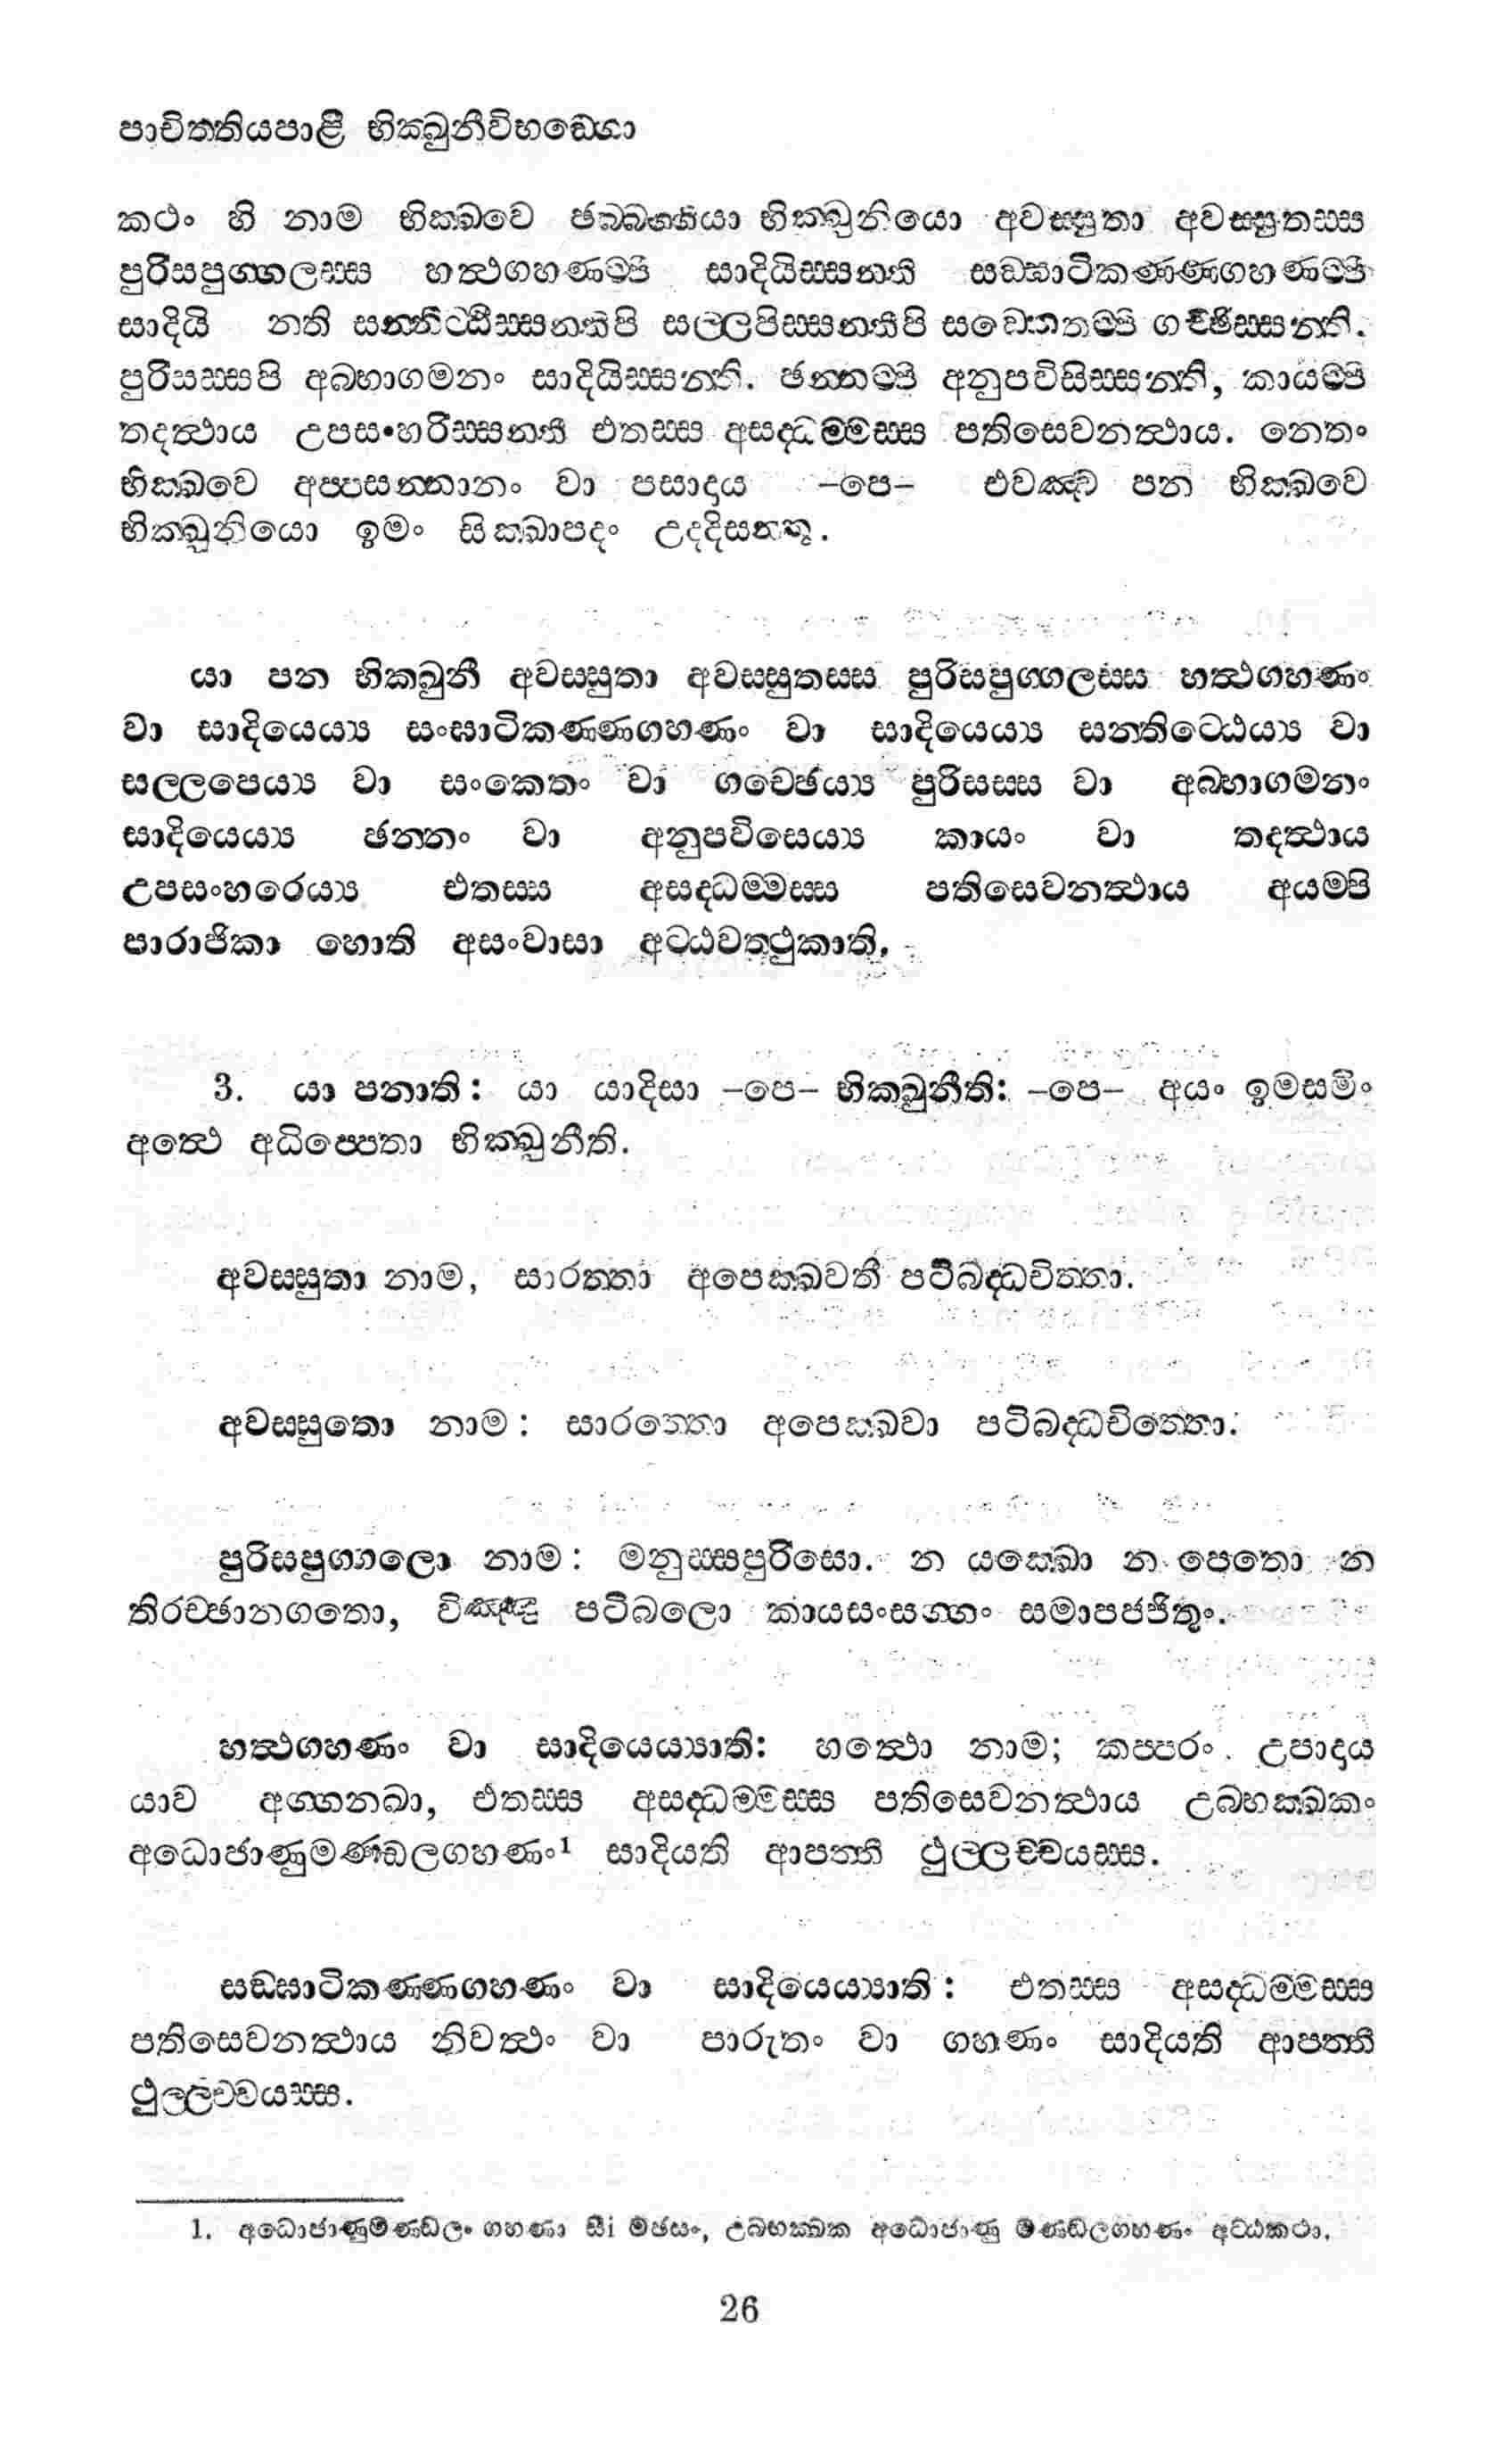 පාචිත්තියපාළි භික්ඛුනීවිභඞ්ගො
කථං හි නාම භික්ඛවෙ ඡබ්බග්ගියා භික්ඛුනියො අවස්සුතා අවස්සුතස්ස
පුරිසපුග්ගලස්ස හත්ථගහණම්පි සාදියිස්සන්ති සඞ්ඝාටිකණ්ණගහණම්පි
සාදියි න්ති සන්තිට්ඨිස්සන්තිපි සල්ලපිස්සන්තිපි සඞ්කෙතම්පි ගච්ඡිස්සන්ති.
පුරිසස්සපි අබ්භාගමනං සාදියිස්සන්ති. ඡන්නම්පි අනුපවිසිස්සන්ති, කායම්පි
තදත්ථාය උපසංහරිස්සන්ති එතස්ස අසද්ධම්මස්ස පතිසෙවනත්ථාය. නෙතං
භික්ඛවෙ අප්පසන්නානං වා පසාදාය –පෙ– එවඤ්ච පන භික්ඛවෙ
භික්ඛුනියො ඉමං සික්ඛාපදං උද්දිසන්තු.
යා පන භික්ඛුනී අවස්සුතා අවස්සුතස්ස පුරිසපුග්ගලස්ස හත්ථගහණං
වා සාදියෙය්‍ය සංඝාටිකණ්ණගහණං වා සාදියෙය්‍ය සන්තිට්ඨෙය්‍ය වා
සල්ලපෙය්‍ය වා සංකෙතං වා ගච්ඡෙය්‍ය පුරිසස්ස වා අබ්භාගමනං
සාදියෙය්‍ය ඡන්නං වා අනුපවිසෙය්‍ය කායං වා තදත්ථාය
උපසංහරෙය්‍ය එතස්ස අසද්ධම්මස්ස පතිසෙවනත්ථාය අයම්පි
පාරාජිකා හොති අසංවාසා අට්ඨවත්ථුකාති.
3. යා පනාති: යා යාදිසා –පෙ– භික්ඛුනීති: –පෙ– අයං ඉමස්මිං
අත්ථෙ අධිප්පෙතා භික්ඛුනීති.
අවස්සුතා නාම, සාරත්තා අපෙක්ඛවතී පටිබද්ධචිත්තා.
අවස්සුතො නාම: සාරත්තො අපෙක්ඛවා පටිබද්ධචිත්තො.
පුරිසපුග්ගලො නාම: මනුස්සපුරිසො. න යක්ඛො න පෙතො න
තිරච්ඡානගතො, විඤ්ඤූ පටිබලො කායසංසග්ගං සමාපජ්ජිතුං.
හත්ථගහණං වා සාදියෙය්‍යාති: හත්ථො නාම; කප්පරං උපාදාය
යාව අග්ගනඛා, එතස්ස අසද්ධම්මස්ස පතිසෙවනත්ථාය උබ්භක්ඛකං
අධොජාණුමණ්ඩලගහණං1 සාදියති ආපත්ති ථුල්ලච්චයස්ස.
සඞ්ඝාටිකණ්ණගහණං වා සාදියෙය්‍යාති: එතස්ස අසද්ධම්මස්ස
පතිසෙවනත්ථාය නිවත්ථං වා පාරුතං වා ගහණං සාදියති ආපත්ති
ථුල්ලච්චයස්ස.
1. අධොජාණුමණ්ඩලං ගහණා සීi මඡසං, උබ්භක්ඛක අධොජාණු මණ්ඩලගහණං අට්ඨකථා.
26